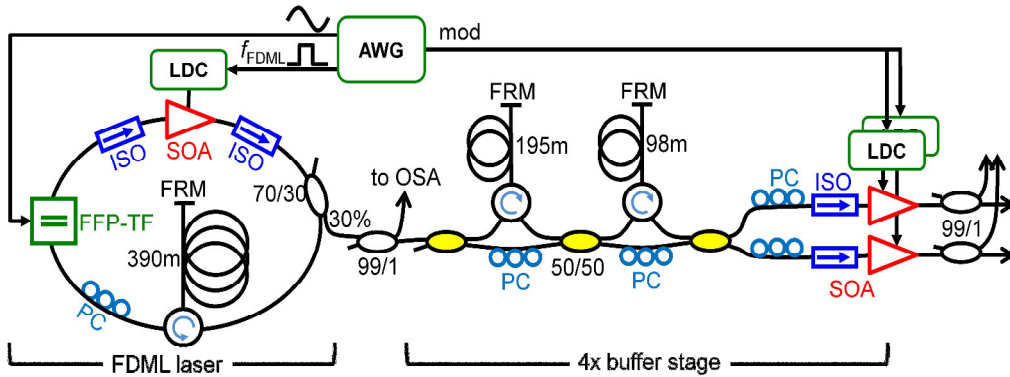 AWG
mod
f_FDML
LDC
ISO
SOA
ISO
FFP-TF
FRM
390m
PC
70/30
30%
to OSA
99/1
FRM
195m
FRM
98m
PC
50/50
PC
PC
ISO
LDC
PC
ISO
SOA
99/1
FDML laser
4x buffer stage